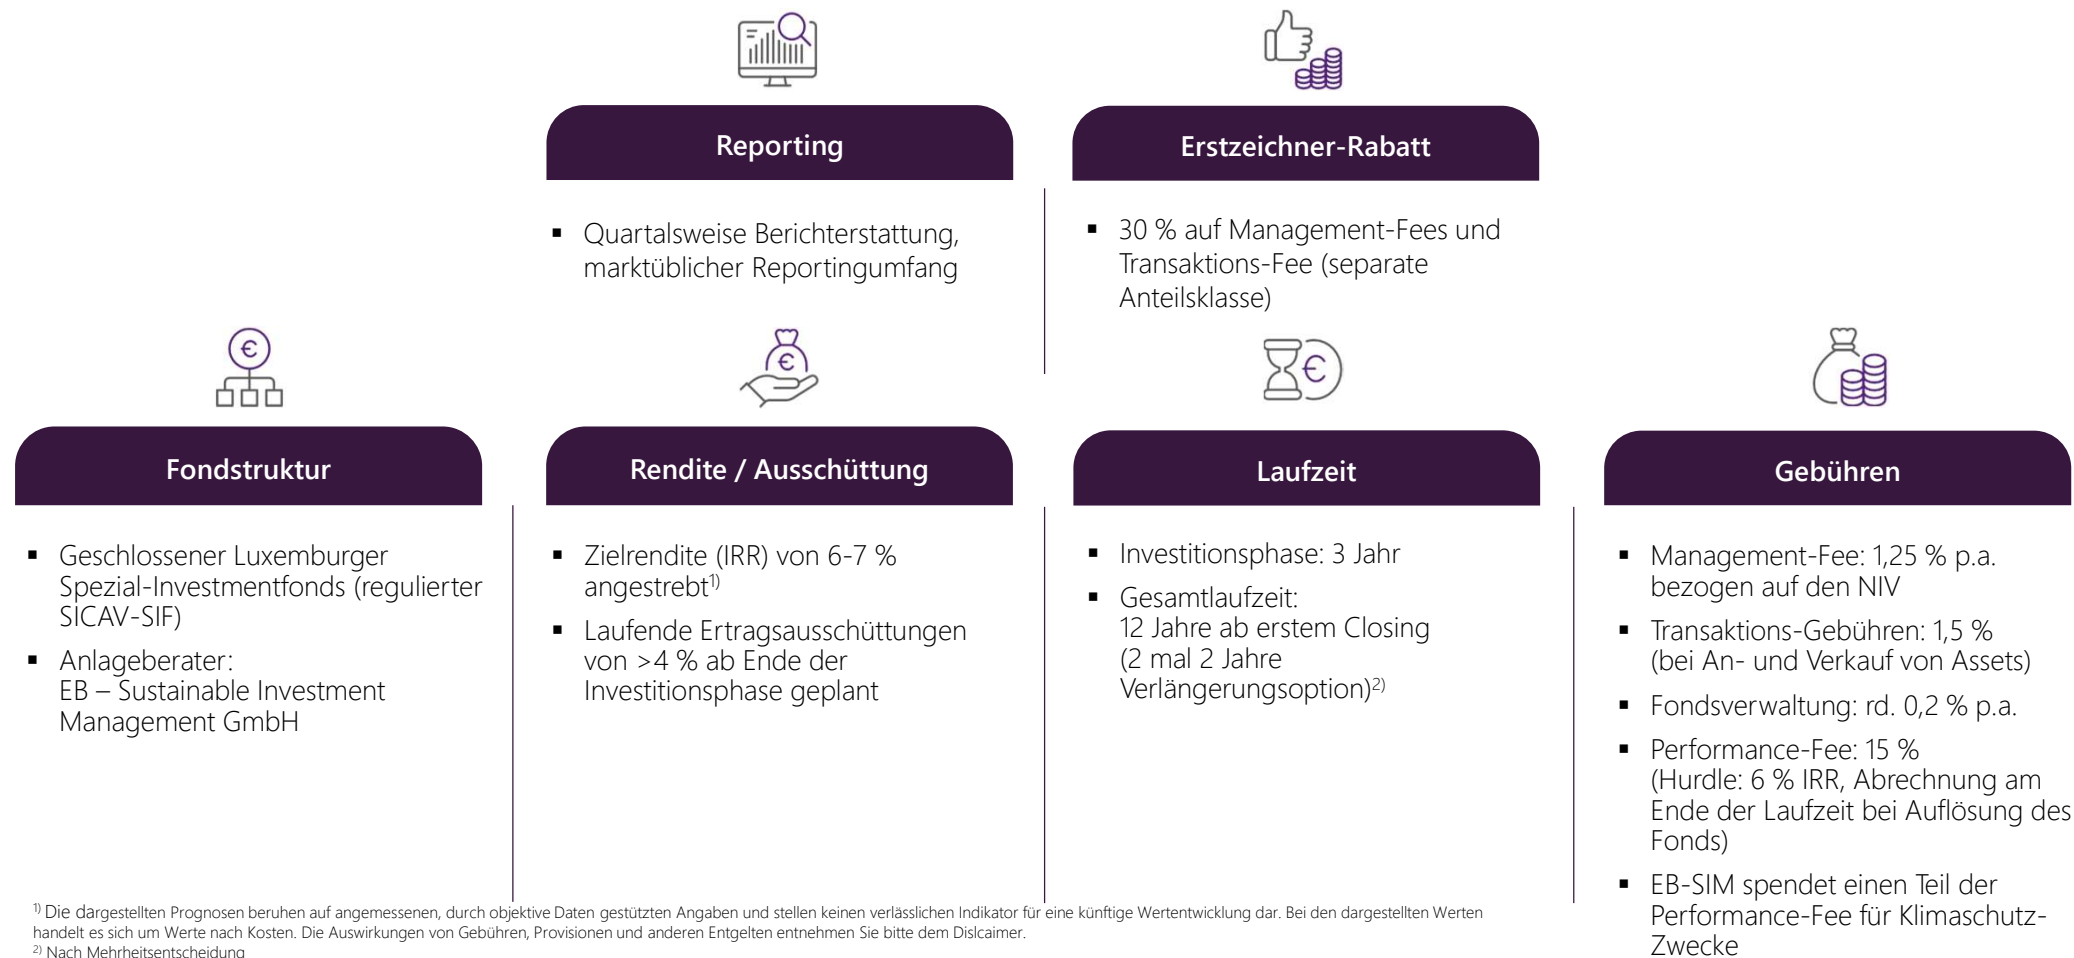 Reporting
▪ Quartalsweise Berichterstattung,
marktüblicher Reportingumfang
Erstzeichner-Rabatt
▪ 30 % auf Management-Fees und
Transaktions-Fee (separate
Anteilsklasse)
Fondstruktur
▪ Geschlossener Luxemburger
Spezial-Investmentfonds (regulierter
SICAV-SIF)
▪ Anlageberater:
EB – Sustainable Investment
Management GmbH
Rendite / Ausschüttung
▪ Zielrendite (IRR) von 6-7 %
angestrebt1)
▪ Laufende Ertragsausschüttungen
von >4 % ab Ende der
Investitionsphase geplant
Laufzeit
▪ Investitionsphase: 3 Jahr
▪ Gesamtlaufzeit:
12 Jahre ab erstem Closing
(2 mal 2 Jahre
Verlängerungsoption)2)
Gebühren
▪ Management-Fee: 1,25 % p.a.
bezogen auf den NIV
▪ Transaktions-Gebühren: 1,5 %
(bei An- und Verkauf von Assets)
▪ Fondsverwaltung: rd. 0,2 % p.a.
▪ Performance-Fee: 15 %
(Hurdle: 6 % IRR, Abrechnung am
Ende der Laufzeit bei Auflösung des
Fonds)
▪ EB-SIM spendet einen Teil der
Performance-Fee für Klimaschutz-
Zwecke
1) Die dargestellten Prognosen beruhen auf angemessenen, durch objektive Daten gestützten Angaben und stellen keinen verlässlichen Indikator für eine künftige Wertentwicklung dar. Bei den dargestellten Werten
handelt es sich um Werte nach Kosten. Die Auswirkungen von Gebühren, Provisionen und anderen Entgelten entnehmen Sie bitte dem Dislcaimer.
2) Nach Mehrheitsentscheidung